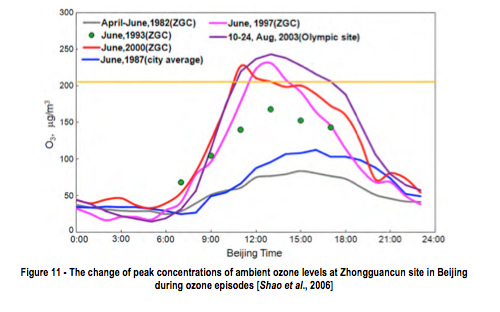 April-June,1982(ZGC)
June, 1997(ZGC)
June,1993(ZGC)
10-24, Aug, 2003(Olympic site)
June,2000(ZGC)
June,1987(city average)
300
250
200
150
100
50
0
O3, μg/m3
0:00 3:00 6:00 9:00 12:00 15:00 18:00 21:00 24:00
Beijing Time
Figure 11 - The change of peak concentrations of ambient ozone levels at Zhongguancun site in Beijing
during ozone episodes [Shao et al., 2006]